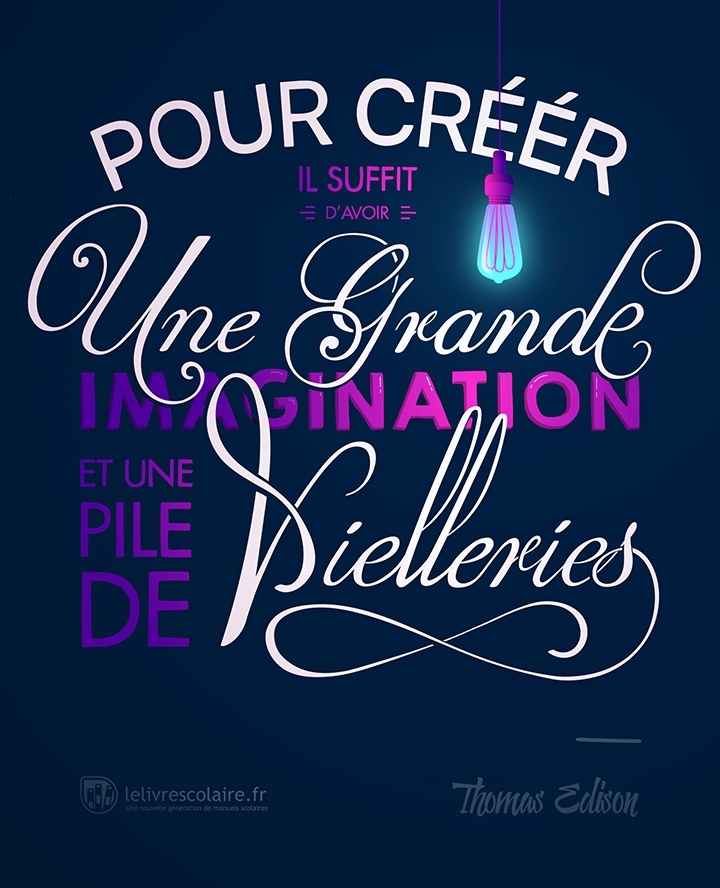 POUR CRÉÉR
IL SUFFIT
D'AVOIR
Une Grande
IMAGINATION
ET UNE
PILE
DE
Vielleries
lelivrescolaire.fr
Une nouvelle génération de manuels scolaires
Thomas Edison